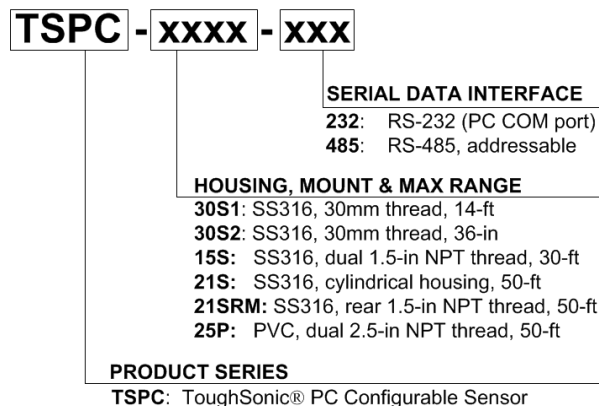 TSPC - xxxx - xxx
SERIAL DATA INTERFACE
232: RS-232 (PC COM port)
485: RS-485, addressable
HOUSING, MOUNT & MAX RANGE
30S1: SS316, 30mm thread, 14-ft
30S2: SS316, 30mm thread, 36-in
15S: SS316, dual 1.5-in NPT thread, 30-ft
21S: SS316, cylindrical housing, 50-ft
21SRM: SS316, rear 1.5-in NPT thread, 50-ft
25P: PVC, dual 2.5-in NPT thread, 50-ft
PRODUCT SERIES
TSPC: ToughSonic® PC Configurable Sensor